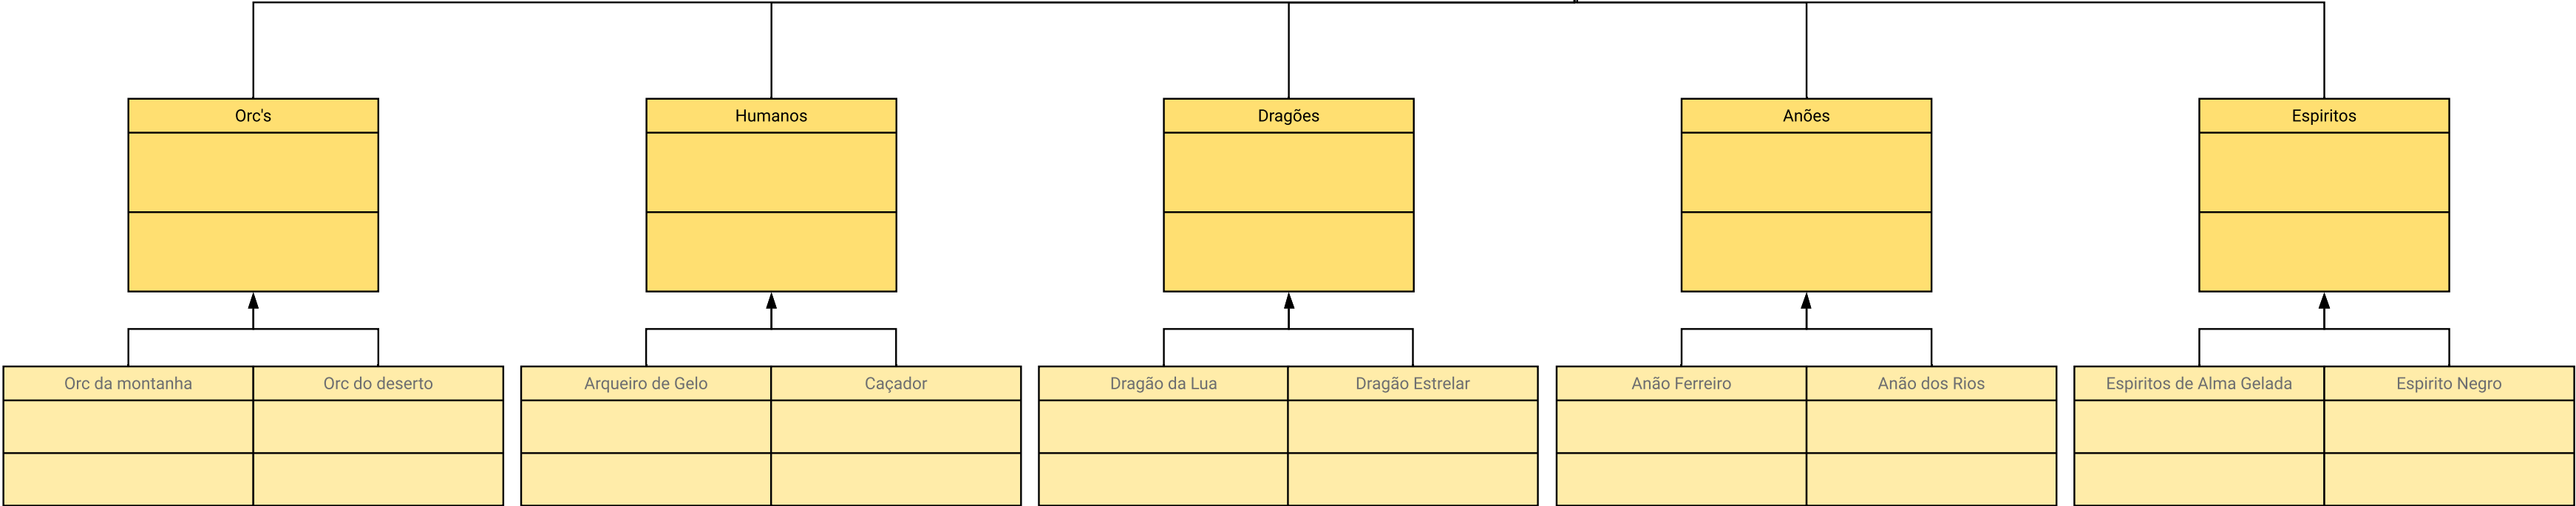 Orc's
Humanos
Dragões
Anões
Espiritos
Orc da montanha
Orc do deserto
Arqueiro de Gelo
Caçador
Dragão da Lua
Dragão Estrelar
Anão Ferreiro
Anão dos Rios
Espiritos de Alma Gelada
Espirito Negro